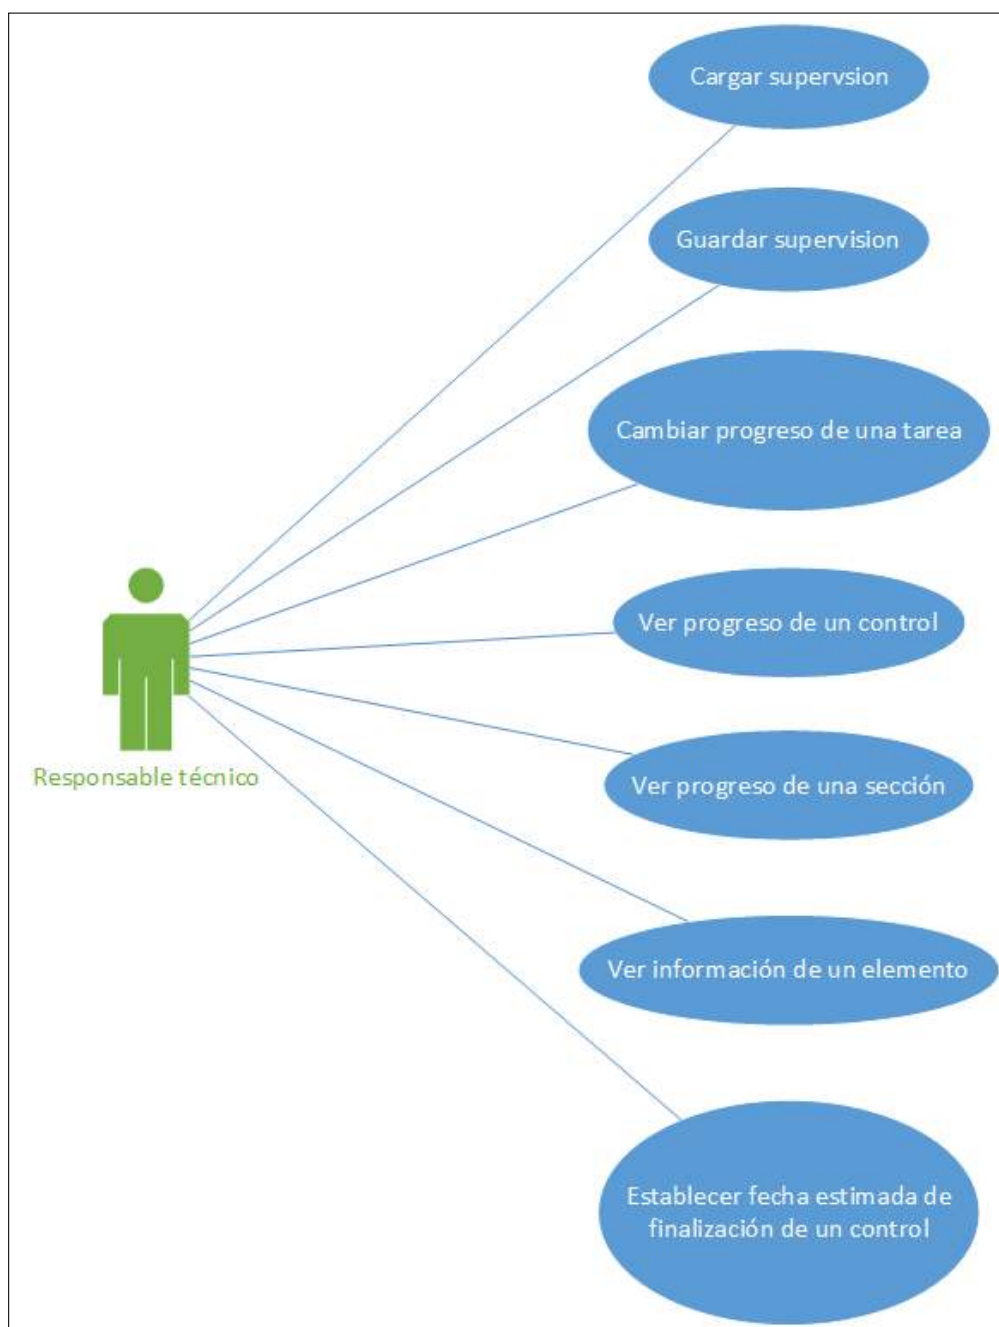 Cargar supervsion
Guardar supervision
Cambiar progreso de una tarea
Ver progreso de un control
Responsable técnico
Ver progreso de una sección
Ver información de un elemento
Establecer fecha estimada de
finalización de un control